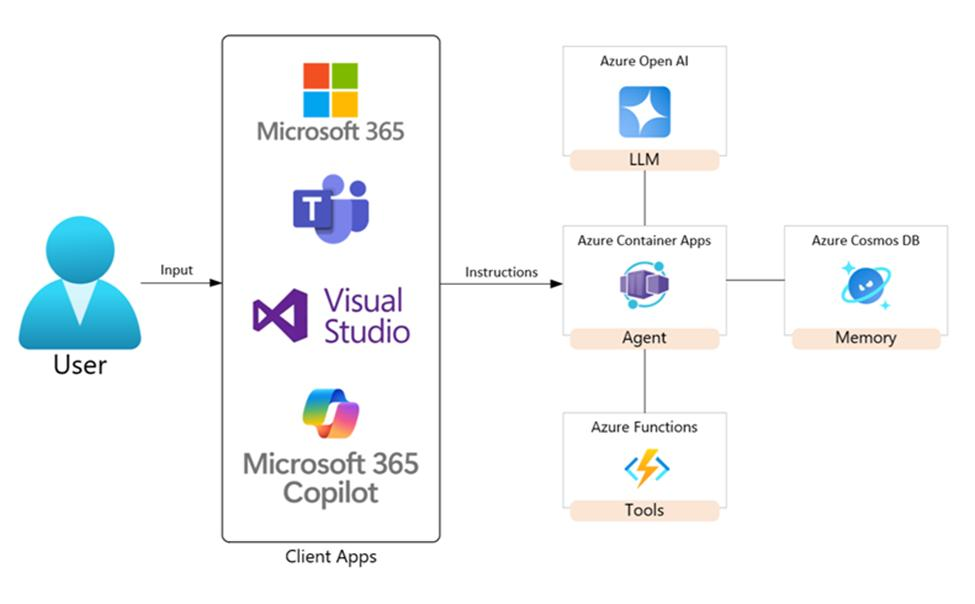 User
Input
Microsoft 365
T
Visual
Studio
Microsoft 365
Copilot
Client Apps
Instructions
Azure Open AI
LLM
Azure Container Apps
Agent
Azure Cosmos DB
Memory
Azure Functions
Tools